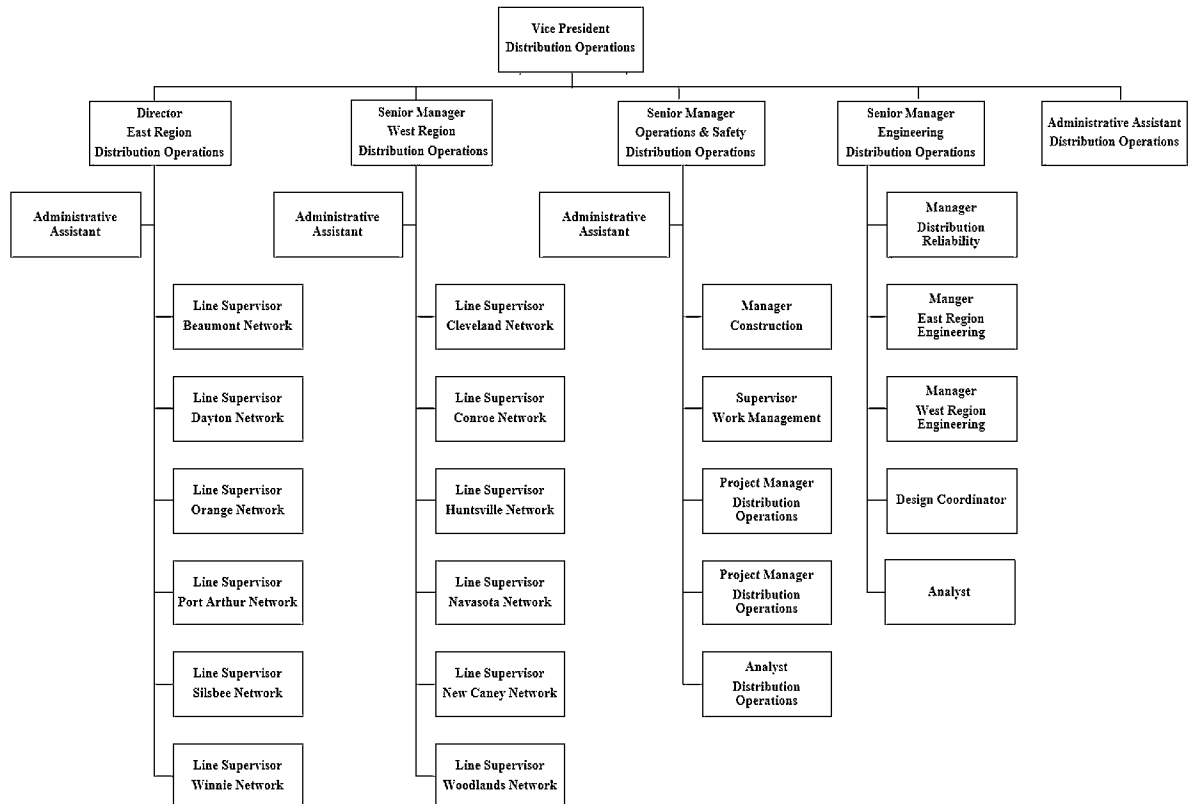 Vice President
Distribution Operations
Director
East Region
Distribution Operations
Senior Manager
West Region
Distribution Operations
Senior Manager
Operations & Safety
Distribution Operations
Senior Manager
Engineering
Distribution Operations
Administrative Assistant
Distribution Operations
Administrative
Assistant
Line Supervisor
Beaumont Network
Line Supervisor
Dayton Network
Line Supervisor
Orange Network
Line Supervisor
Port Arthur Network
Line Supervisor
Silsbee Network
Line Supervisor
Winnie Network
Administrative
Assistant
Line Supervisor
Cleveland Network
Line Supervisor
Conroe Network
Line Supervisor
Huntsville Network
Line Supervisor
Navasota Network
Line Supervisor
New Caney Network
Line Supervisor
Woodlands Network
Administrative
Assistant
Manager
Construction
Supervisor
Work Management
Project Manager
Distribution
Operations
Project Manager
Distribution
Operations
Analyst
Distribution
Operations
Manager
Distribution
Reliability
Manger
East Region
Engineering
Manager
West Region
Engineering
Design Coordinator
Analyst